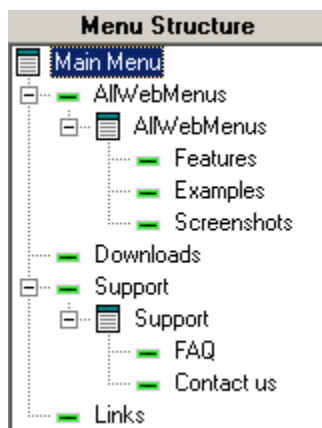 Menu Structure
Main Menu
AllWebMenus
AllWebMenus
Features
Examples
Screenshots
Downloads
Support
Support
FAQ
Contact us
Links